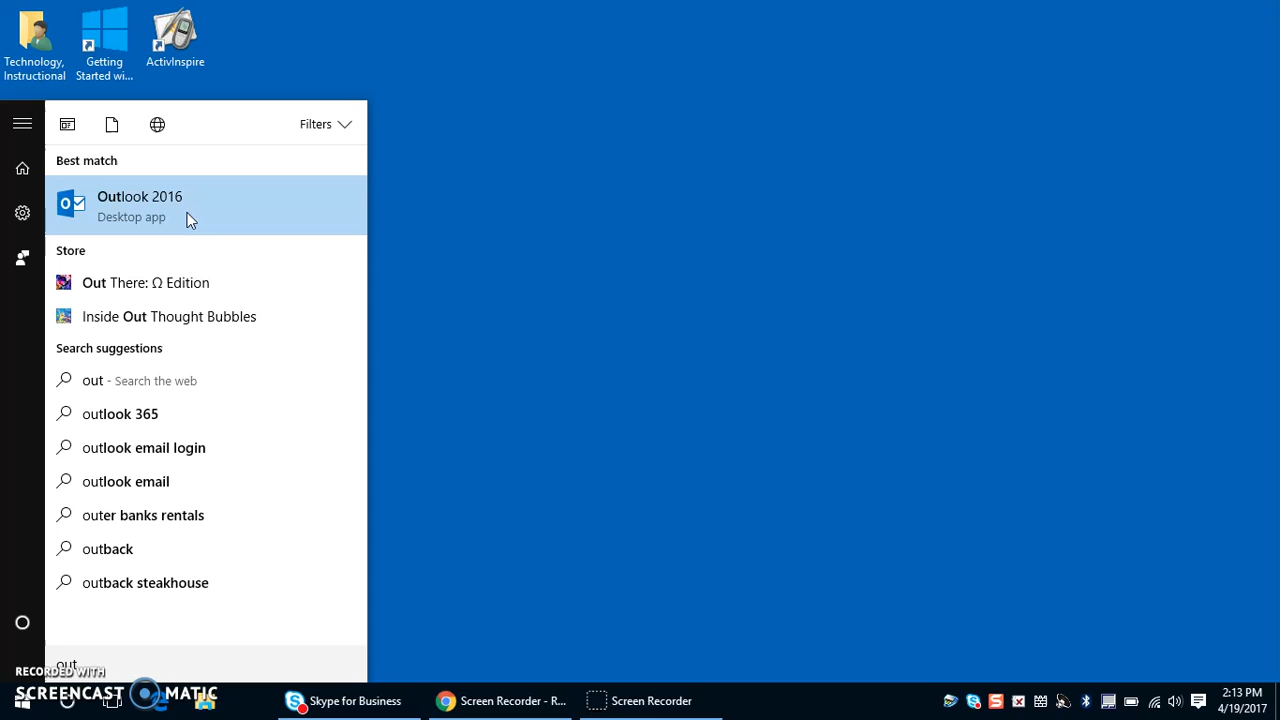 Technology,
Instructional
Getting
Started wi...
ActivInspire
Filters
Best match
Outlook 2016
Desktop app
Store
Out There: Ω Edition
Inside Out Thought Bubbles
Search suggestions
out - Search the web
outlook 365
outlook email login
outlook email
outer banks rentals
outback
outback steakhouse
out
RECORDED WITH
SCREENCAST MATIC
Skype for Business
Screen Recorder - R...
Screen Recorder
2:13 PM
4/19/2017